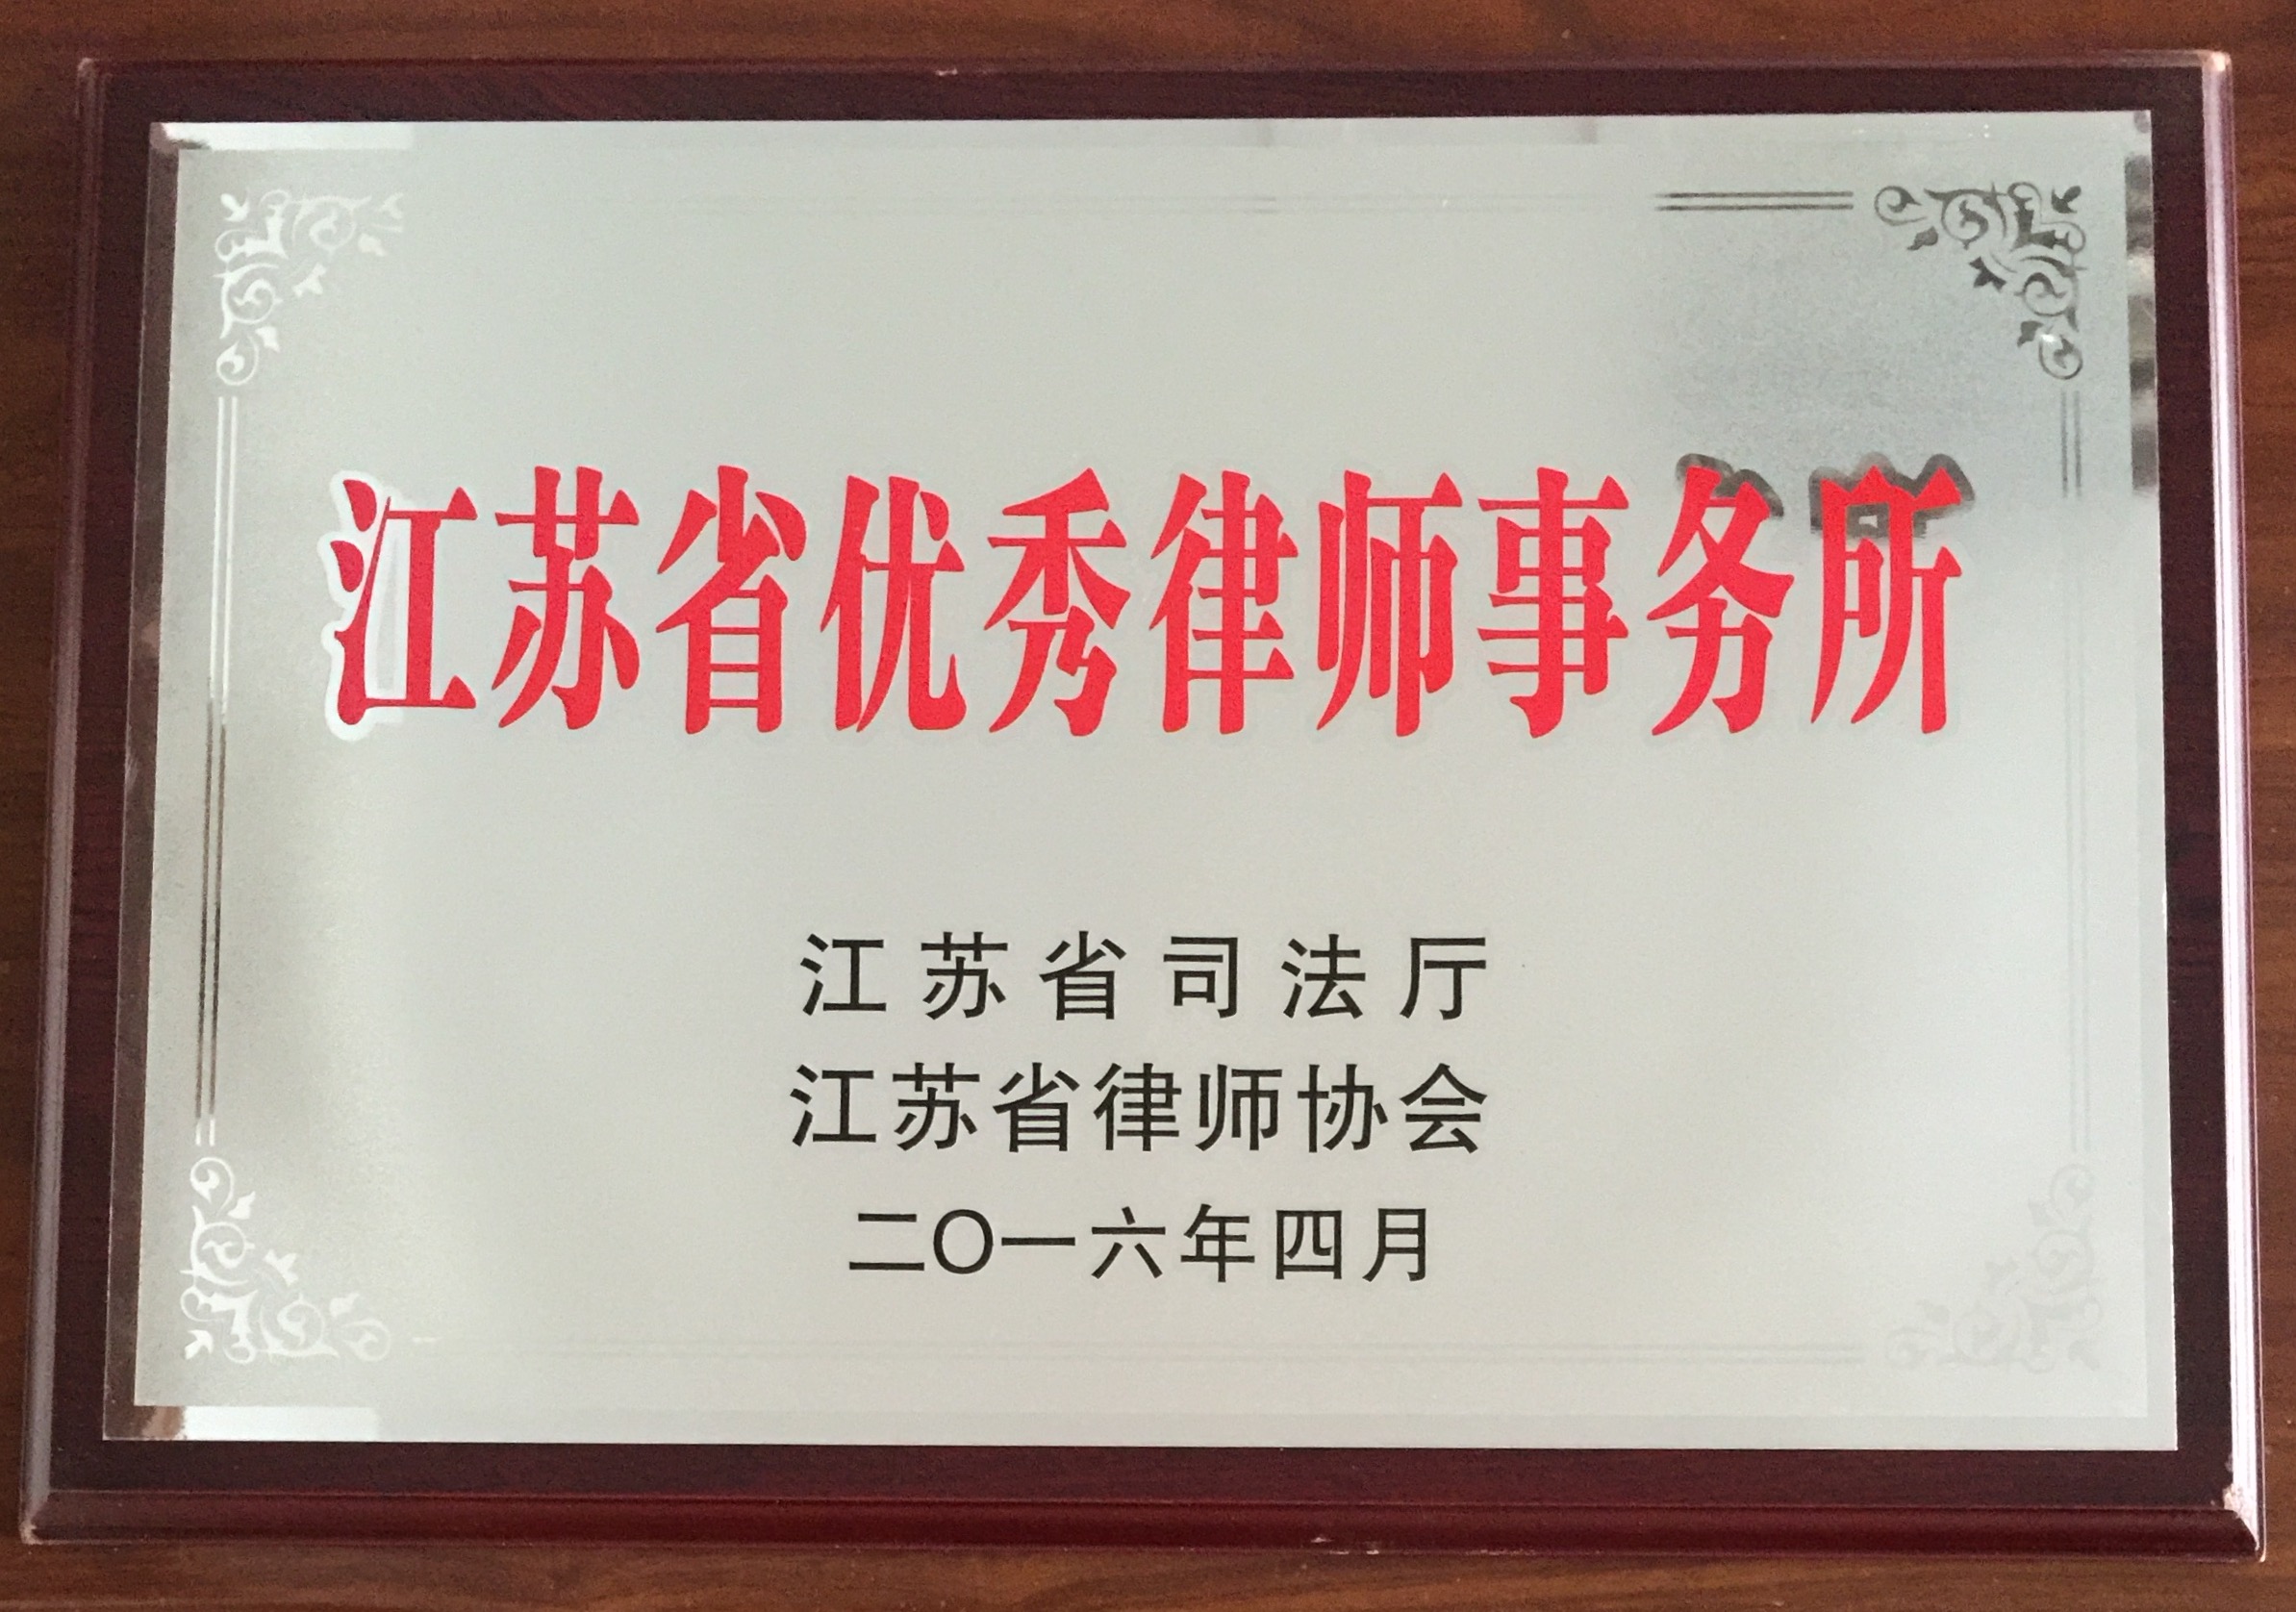 江苏省优秀律师事务所
江苏省司法厅
江苏省律师协会
二〇一六年四月